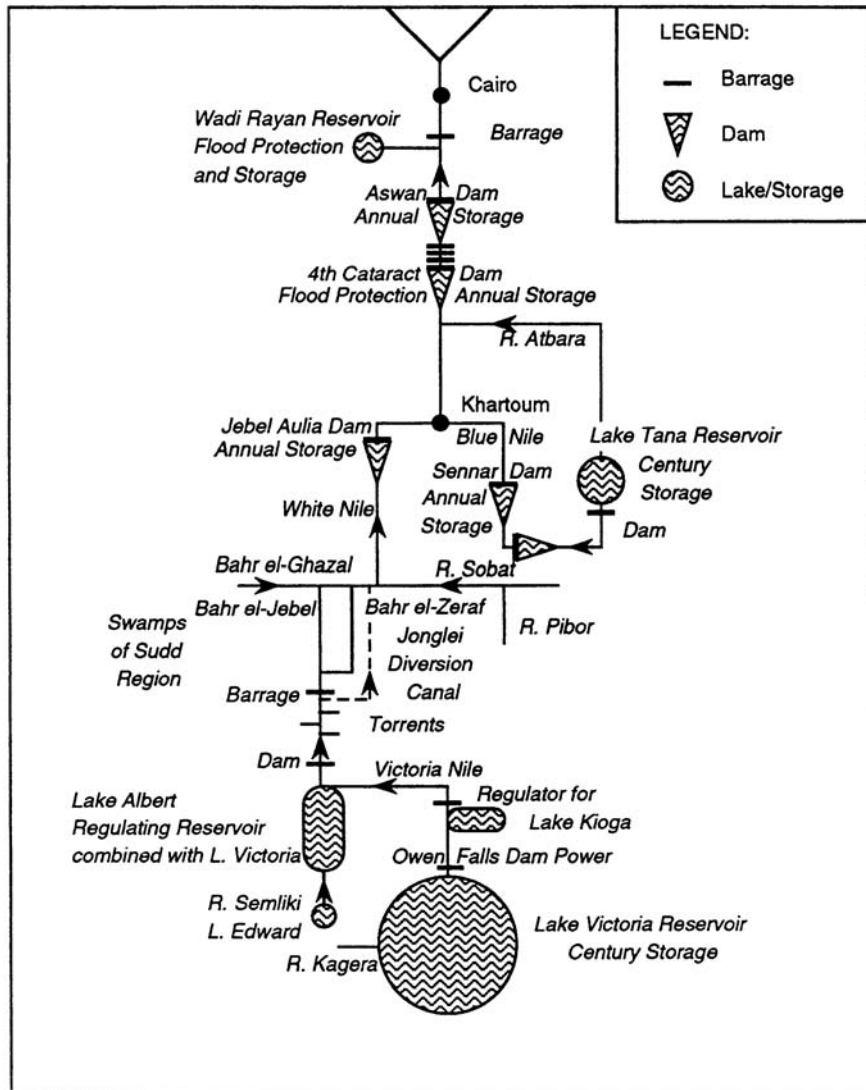 LEGEND:
Barrage
Dam
Lake/Storage
Cairo
Wadi Rayan Reservoir
Flood Protection
and Storage
Barrage
Aswan Dam
Annual Storage
4th Cataract Dam
Flood Protection Annual Storage
R. Atbara
Khartoum
Jebel Aulia Dam
Annual Storage
Blue Nile
Lake Tana Reservoir
Century
Storage
Sennar Dam
Annual
Storage
White Nile
Dam
Bahr el-Ghazal
R. Sobat
Bahr el-Jebel
Bahr el-Zeraf
Swamps
of Sudd
Region
Jonglei
Diversion
Canal
R. Pibor
Barrage
Torrents
Dam
Victoria Nile
Lake Albert
Regulating Reservoir
combined with L. Victoria
Regulator for
Lake Kioga
Owen Falls Dam Power
R. Semliki
L. Edward
R. Kagera
Lake Victoria Reservoir
Century Storage